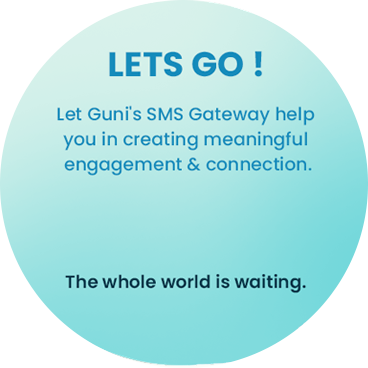 LETS GO !
Let Guni's SMS Gateway help
you in creating meaningful
engagement & connection.
The whole world is waiting.